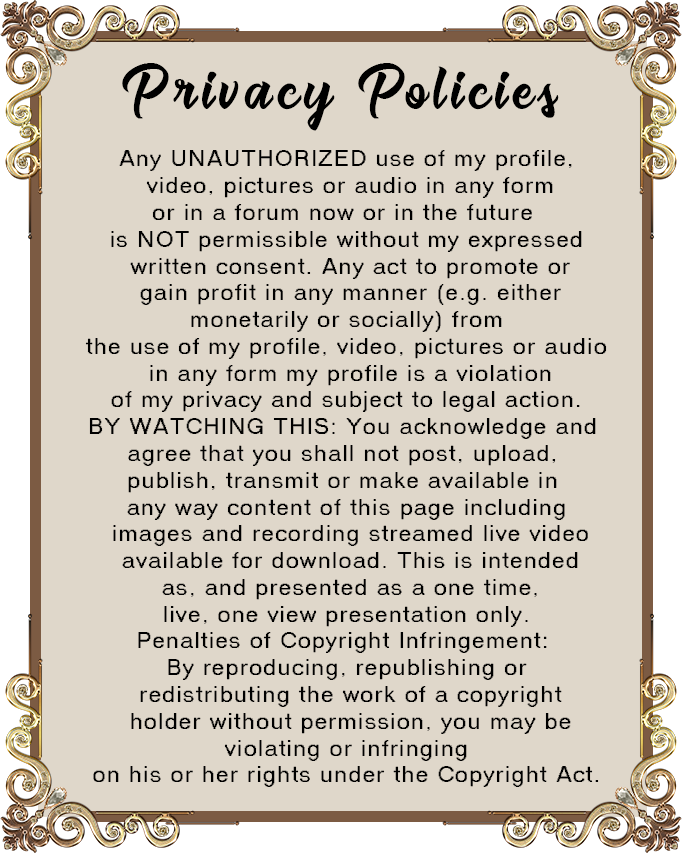 Privacy Policies
Any UNAUTHORIZED use of my profile,
video, pictures or audio in any form
or in a forum now or in the future
is NOT permissible without my expressed
written consent. Any act to promote or
gain profit in any manner (e.g. either
monetarily or socially) from
the use of my profile, video, pictures or audio
in any form my profile is a violation
of my privacy and subject to legal action.
BY WATCHING THIS: You acknowledge and
agree that you shall not post, upload,
publish, transmit or make available in
any way content of this page including
images and recording streamed live video
available for download. This is intended
as, and presented as a one time,
live, one view presentation only.
Penalties of Copyright Infringement:
By reproducing, republishing or
redistributing the work of a copyright
holder without permission, you may be
violating or infringing
on his or her rights under the Copyright Act.